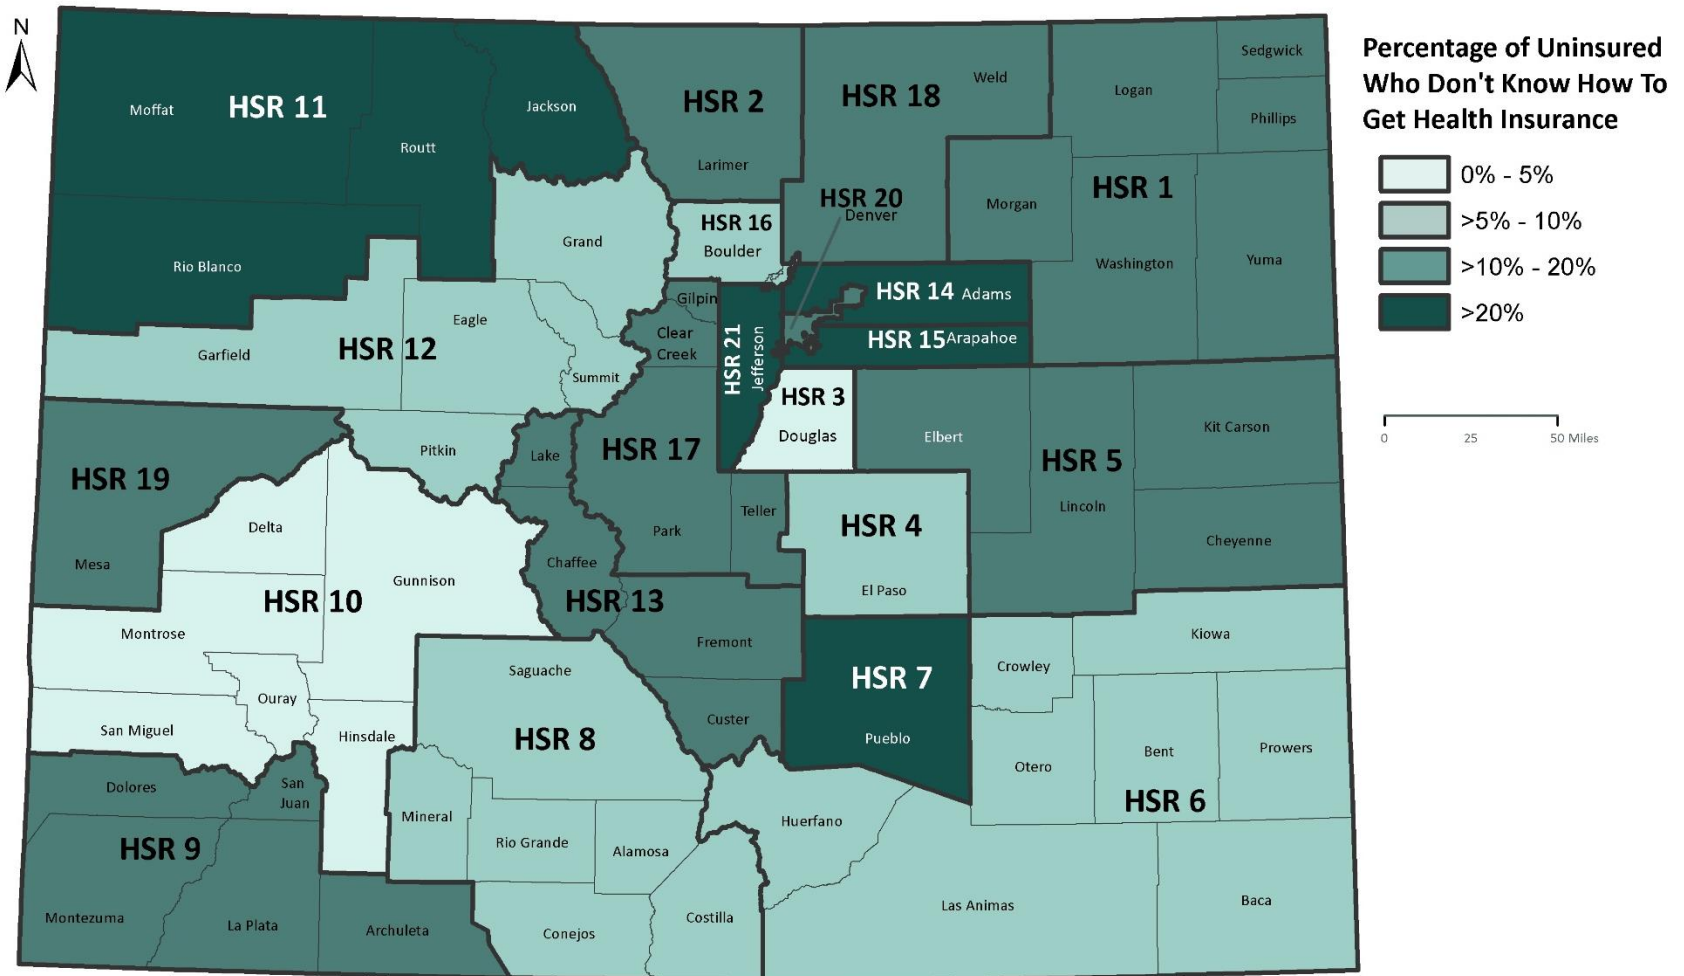 N
Percentage of Uninsured
Who Don't Know How To
Get Health Insurance
0% - 5%
>5% - 10%
>10% - 20%
>20%
0 25 50 Miles
Moffat
HSR 11
Routt
Jackson
Rio Blanco
HSR 2
Larimer
HSR 18
Weld
Logan
Sedgwick
Phillips
HSR 1
Morgan
Washington
Yuma
HSR 20
Denver
HSR 16
Boulder
Grand
Gilpin
Clear
Creek
HSR 21
Jefferson
HSR 14 Adams
HSR 15 Arapahoe
Eagle
HSR 12
Garfield
Summit
Pitkin
HSR 3
Douglas
Elbert
HSR 5
Lincoln
Kit Carson
Cheyenne
HSR 19
Mesa
Lake
HSR 17
Park
Teller
HSR 4
El Paso
Delta
Gunnison
HSR 10
Montrose
Ouray
San Miguel
Hinsdale
Chaffee
HSR 13
Fremont
Custer
HSR 7
Pueblo
Crowley
Kiowa
Otero
Bent
Prowers
HSR 6
Saguache
HSR 8
Mineral
Rio Grande
Alamosa
Conejos
Costilla
Huerfano
Las Animas
Baca
Dolores
San
Juan
HSR 9
Montezuma
La Plata
Archuleta